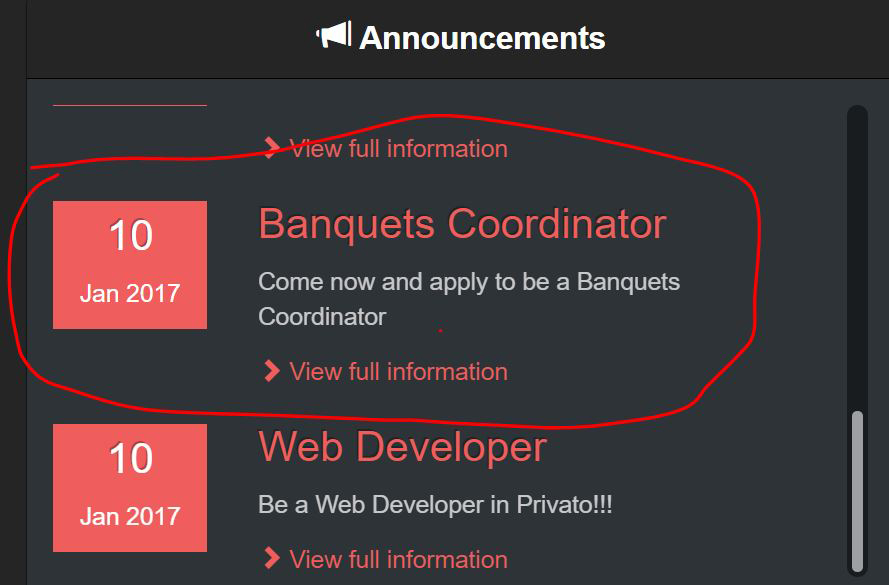 Announcements
View full information
10
Jan 2017
Banquets Coordinator
Come now and apply to be a Banquets
Coordinator
View full information
10
Jan 2017
Web Developer
Be a Web Developer in Privato!!!
View full information